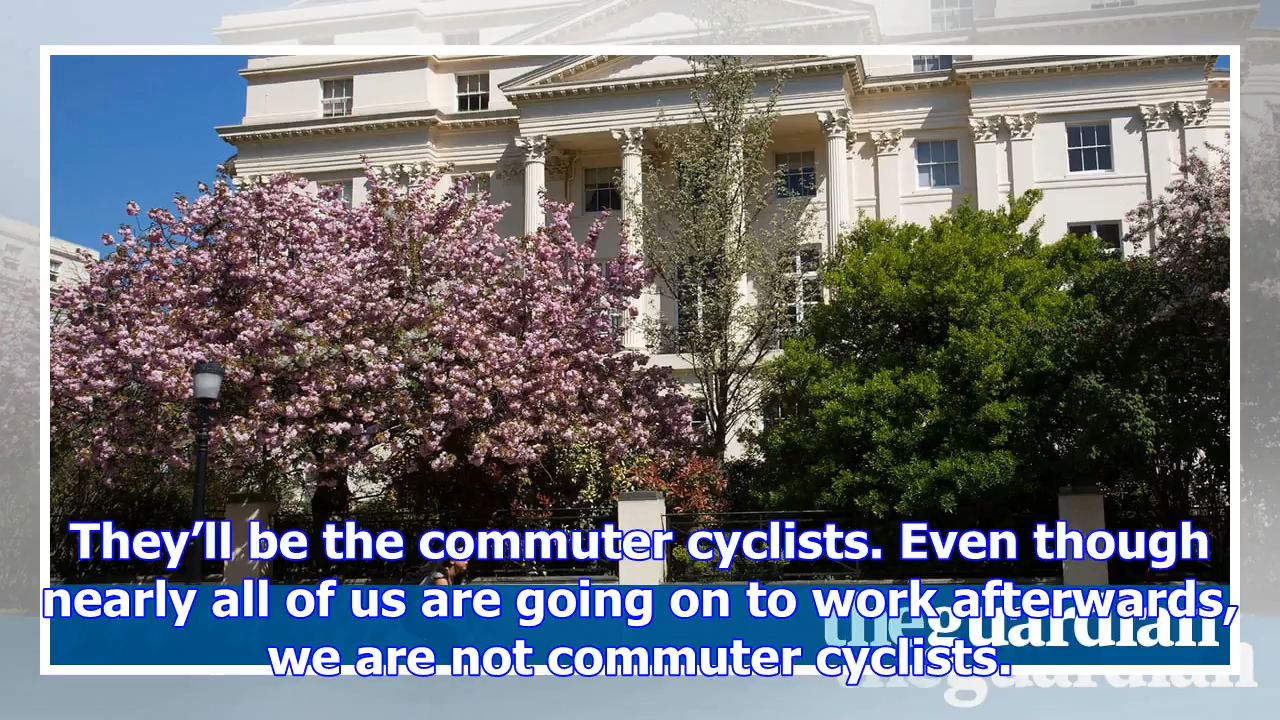 They’ll be the commuter cyclists. Even though
nearly all of us are going on to work afterwards,
we are not commuter cyclists.
theguardian
theguardian